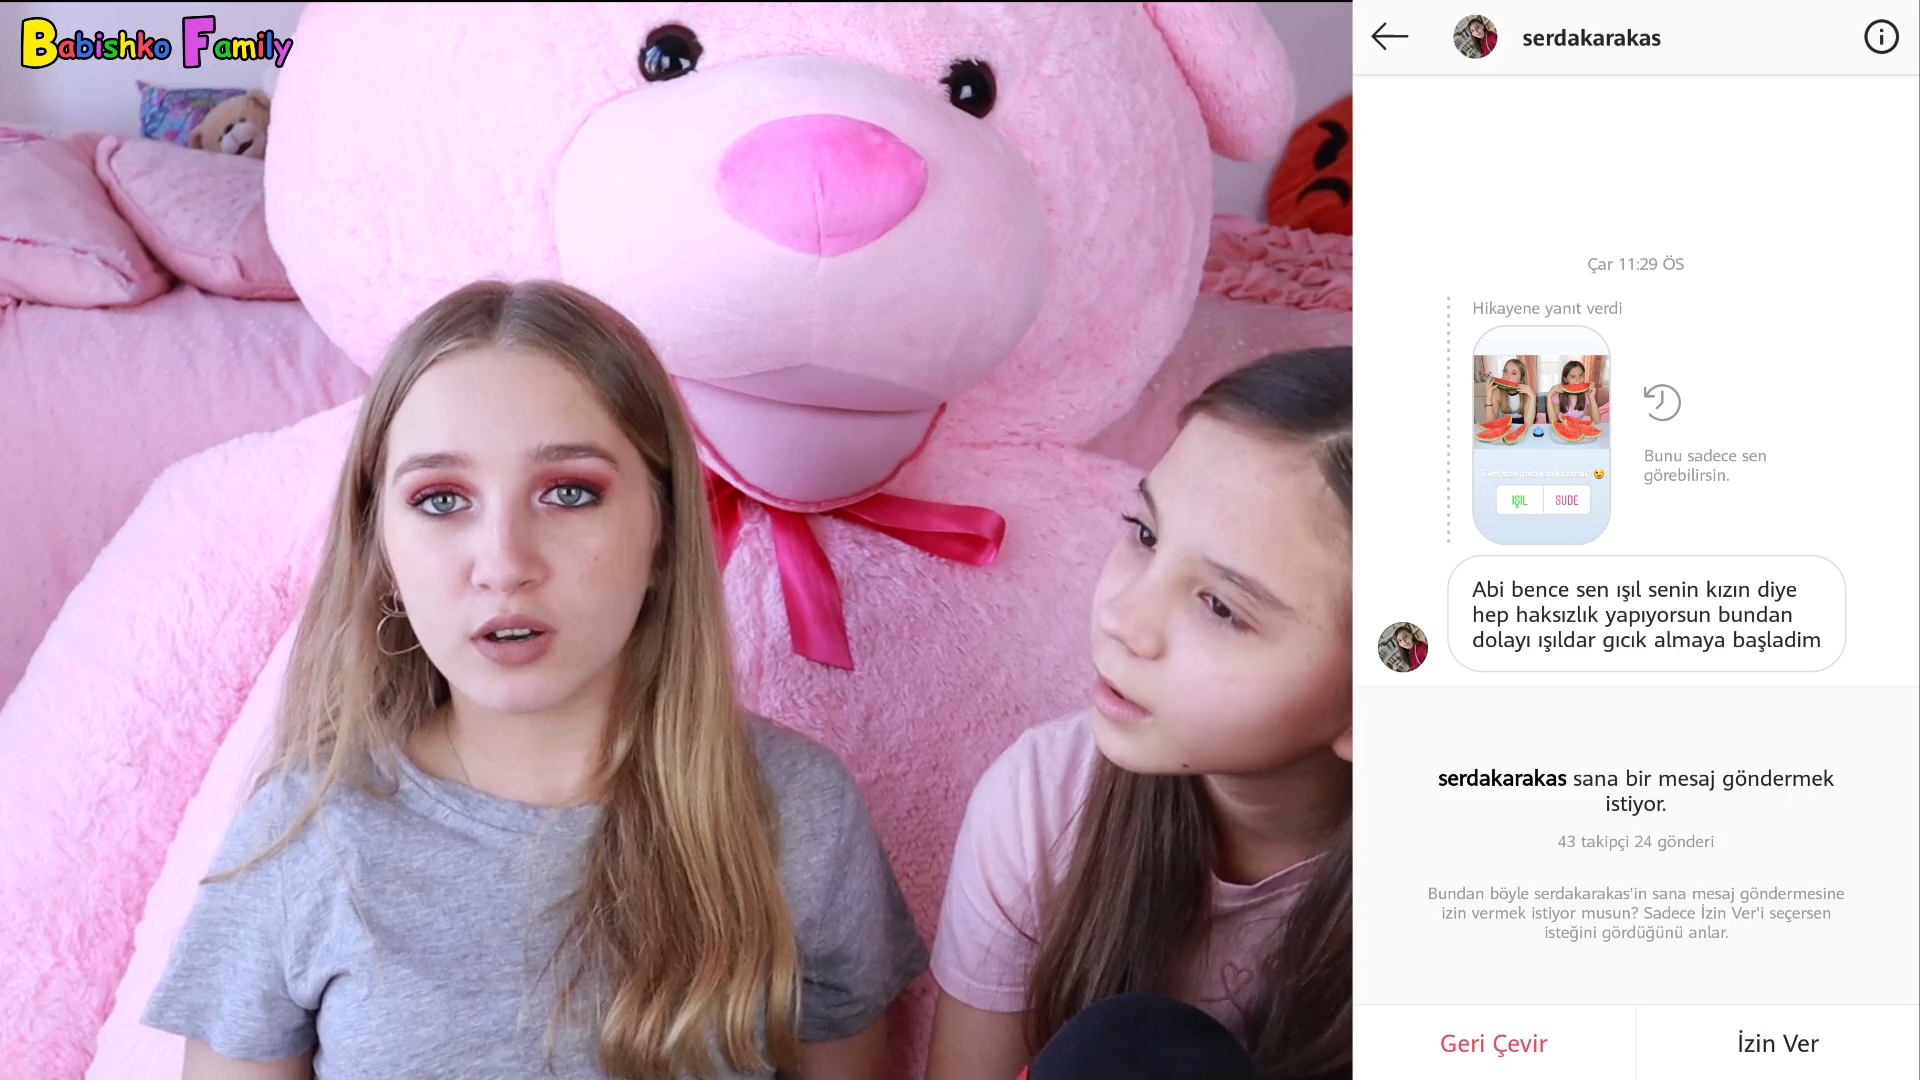 Babishko Family
serdakarakas
Çar 11:29 ÖS
Hikayene yanıt verdi
Bunu sadece sen
görebilirsin.
IŞIL
SUDE
Abi bence sen ışıl senin kızın diye
hep haksızlık yapıyorsun bundan
dolayı ışıldar gıcık almaya başladim
serdakarakas sana bir mesaj göndermek
istiyor.
43 takipçi 24 gönderi
Bundan böyle serdakarakas'in sana mesaj göndermesine
izin vermek istiyor musun? Sadece İzin Ver'i seçersen
isteğini gördüğünü anlar.
Geri Çevir
İzin Ver